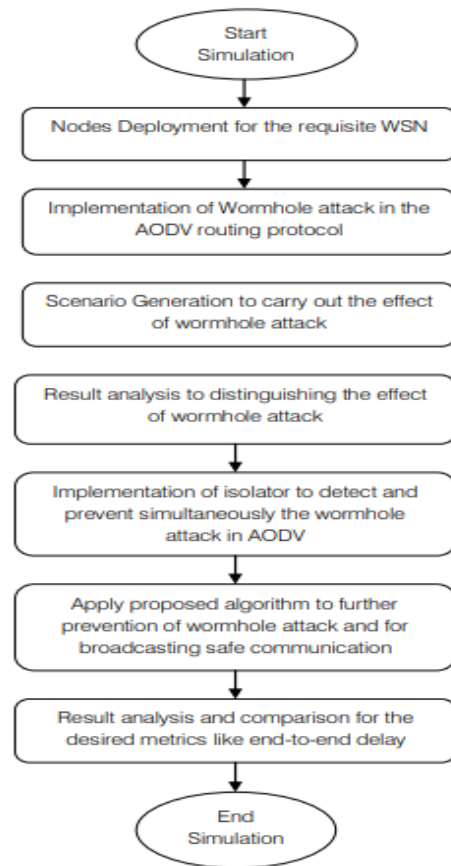 Start
Simulation
Nodes Deployment for the requisite WSN
Implementation of Wormhole attack in the
AODV routing protocol
Scenario Generation to carry out the effect
of wormhole attack
Result analysis to distinguishing the effect
of wormhole attack
Implementation of isolator to detect and
prevent simultaneously the wormhole
attack in AODV
Apply proposed algorithm to further
prevention of wormhole attack and for
broadcasting safe communication
Result analysis and comparison for the
desired metrics like end-to-end delay
End
Simulation